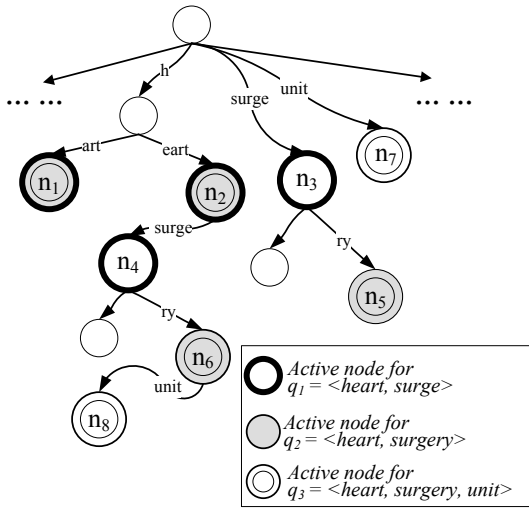 h
surge
unit
... ...
... ...
art
eart
n7
n1
n2
n3
surge
n4
ry
n5
ry
n6
unit
n8
Active node for
q1 = <heart, surge>
Active node for
q2 = <heart, surgery>
Active node for
q3 = <heart, surgery, unit>